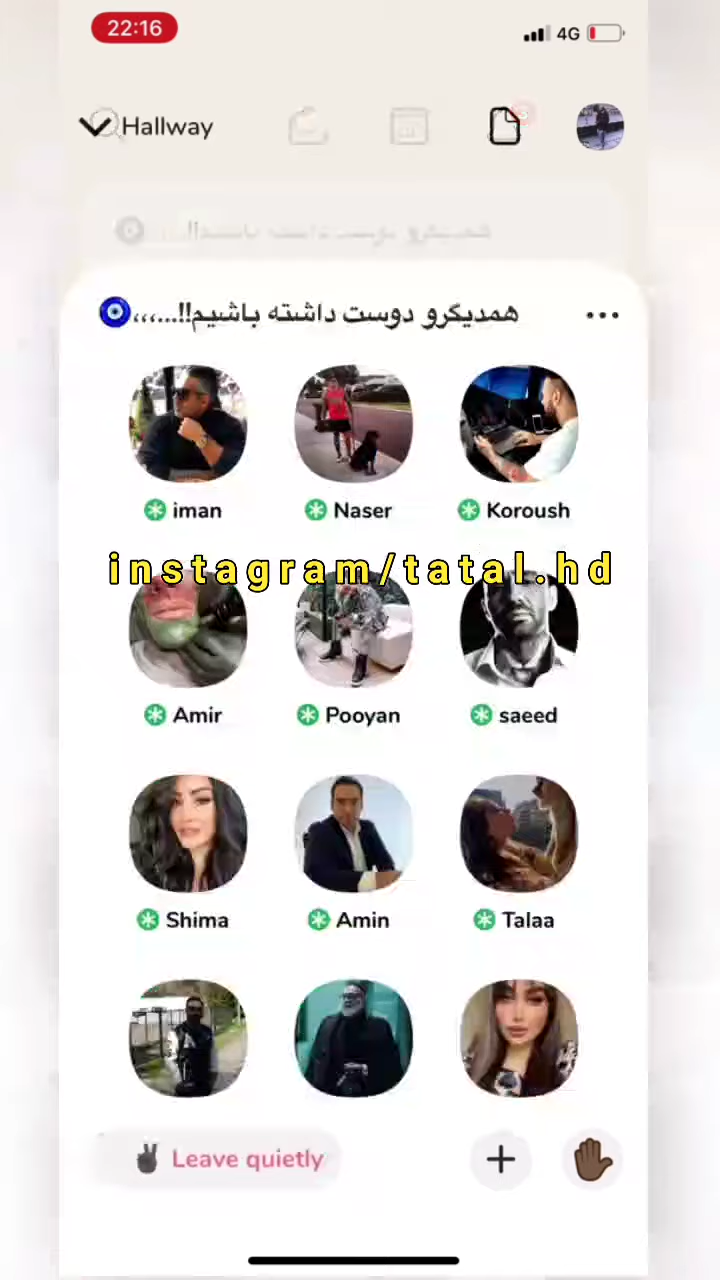 22:16
4G
Hallway
همدیگرو دوست داشته باشیم!!...،،،
iman
Naser
Koroush
instagram/tatal.hd
Amir
Pooyan
saeed
Shima
Amin
Talaa
Leave quietly